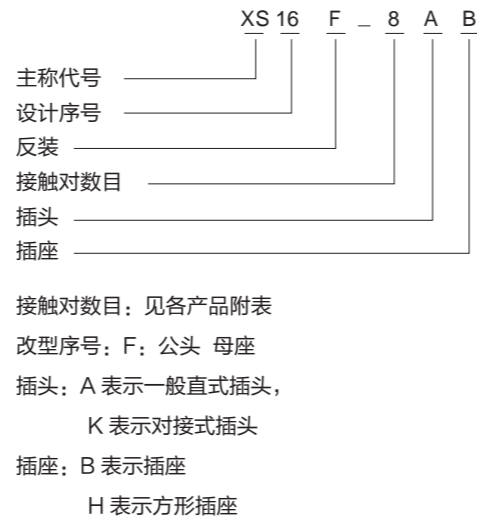 XS 16 F – 8 A B
主称代号
设计序号
反装
接触对数目
插头
插座
接触对数目：见各产品附表
改型序号：F：公头 母座
插头：A 表示一般直式插头，
K 表示对接式插头
插座：B 表示插座
H 表示方形插座